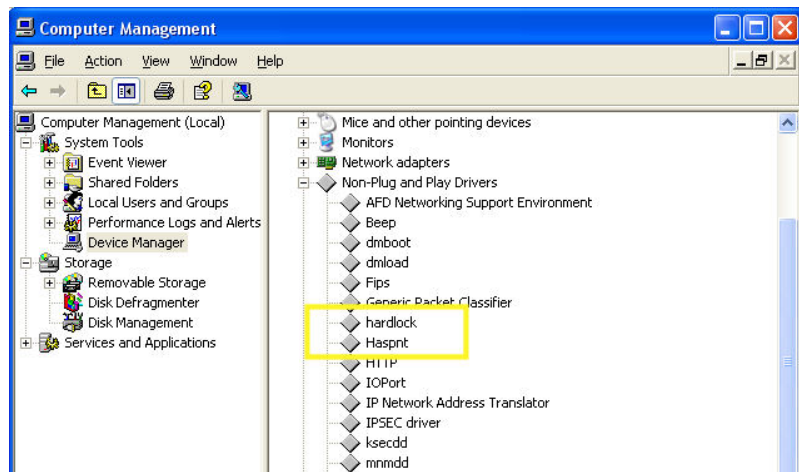 Computer Management
File Action View Window Help
Computer Management (Local)
System Tools
Event Viewer
Shared Folders
Local Users and Groups
Performance Logs and Alerts
Device Manager
Storage
Removable Storage
Disk Defragmenter
Disk Management
Services and Applications
Mice and other pointing devices
Monitors
Network adapters
Non-Plug and Play Drivers
AFD Networking Support Environment
Beep
dmboot
dmload
Fips
Generic Packet Classifier
hardlock
Haspnt
HTTP
IOPort
IP Network Address Translator
IPSEC driver
ksecdd
mnmdd